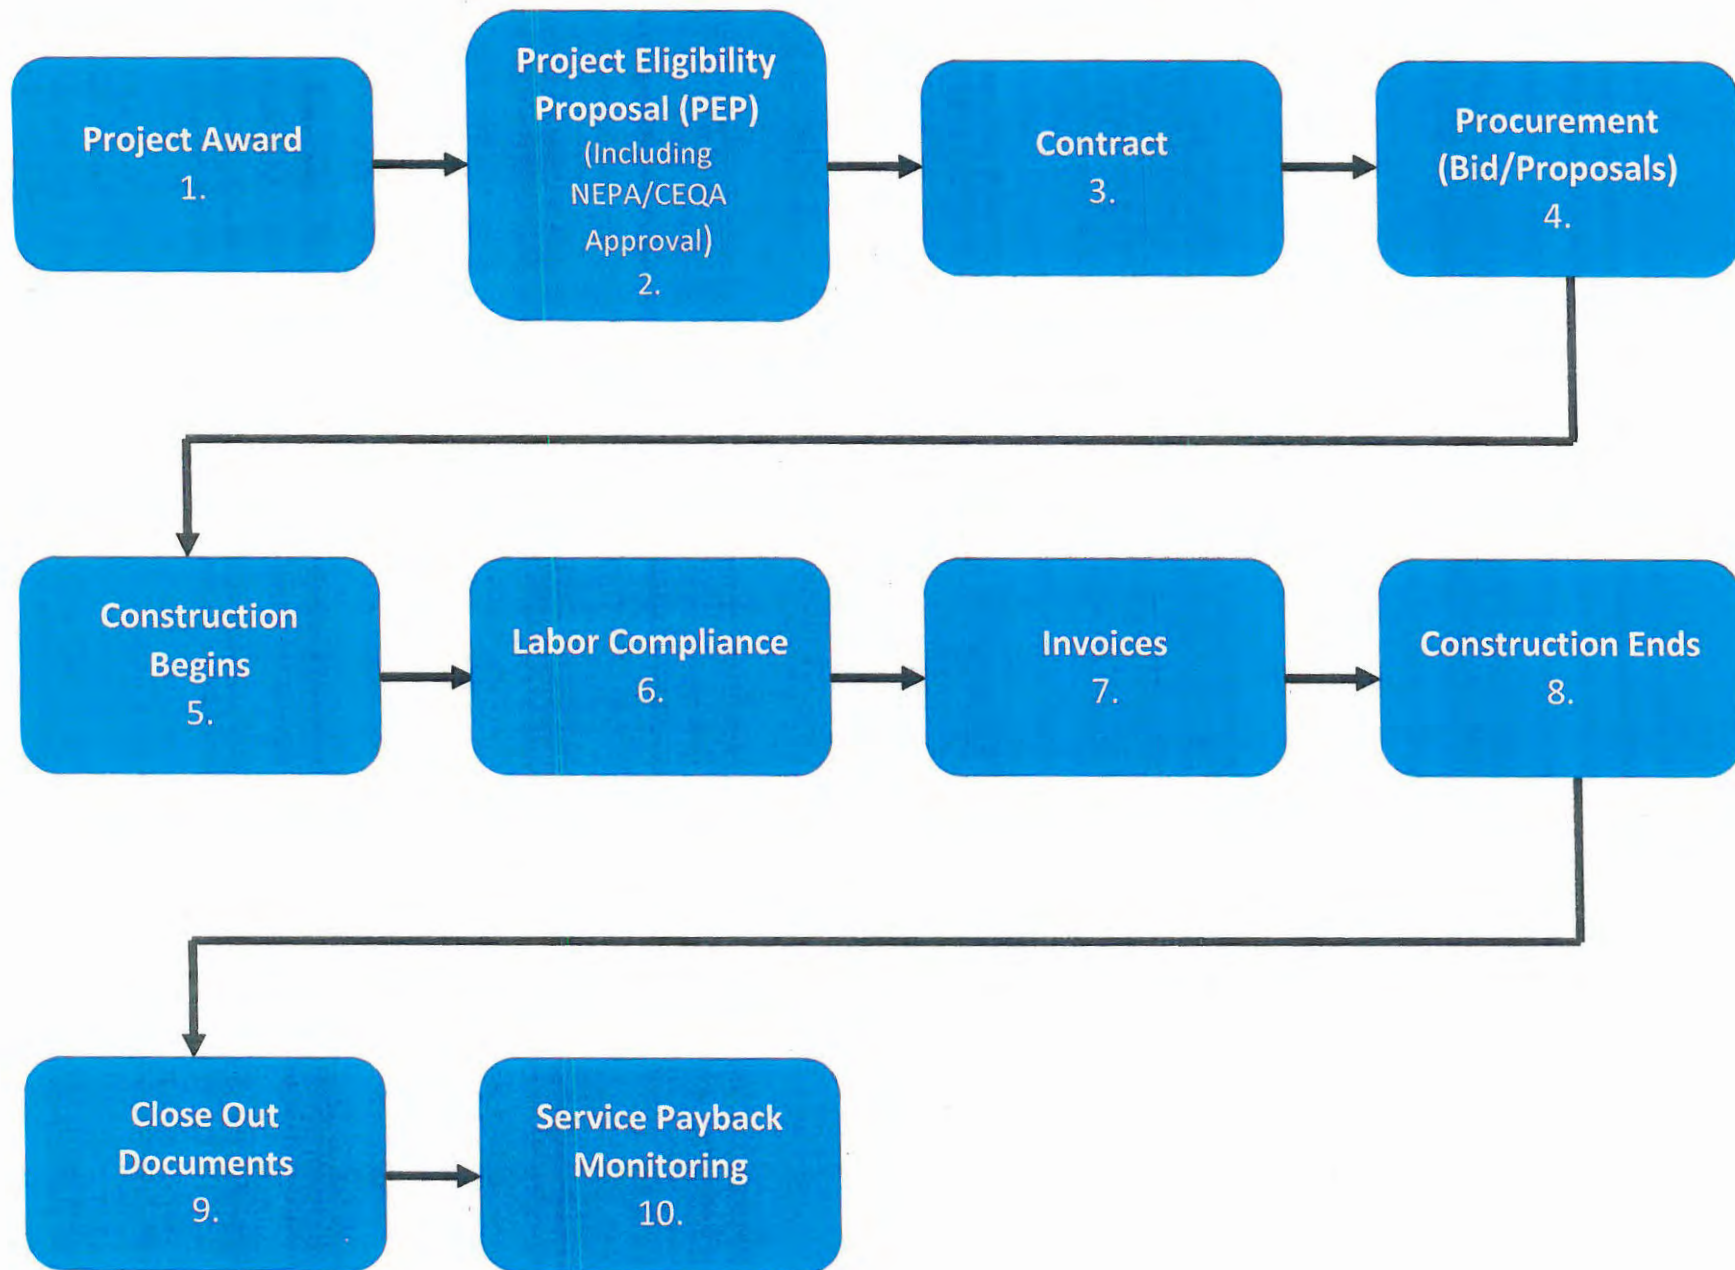 Project Award
1.
Project Eligibility
Proposal (PEP)
(Including
NEPA/CEQA
Approval)
2.
Contract
3.
Procurement
(Bid/Proposals)
4.
Construction
Begins
5.
Labor Compliance
6.
Invoices
7.
Construction Ends
8.
Close Out
Documents
9.
Service Payback
Monitoring
10.